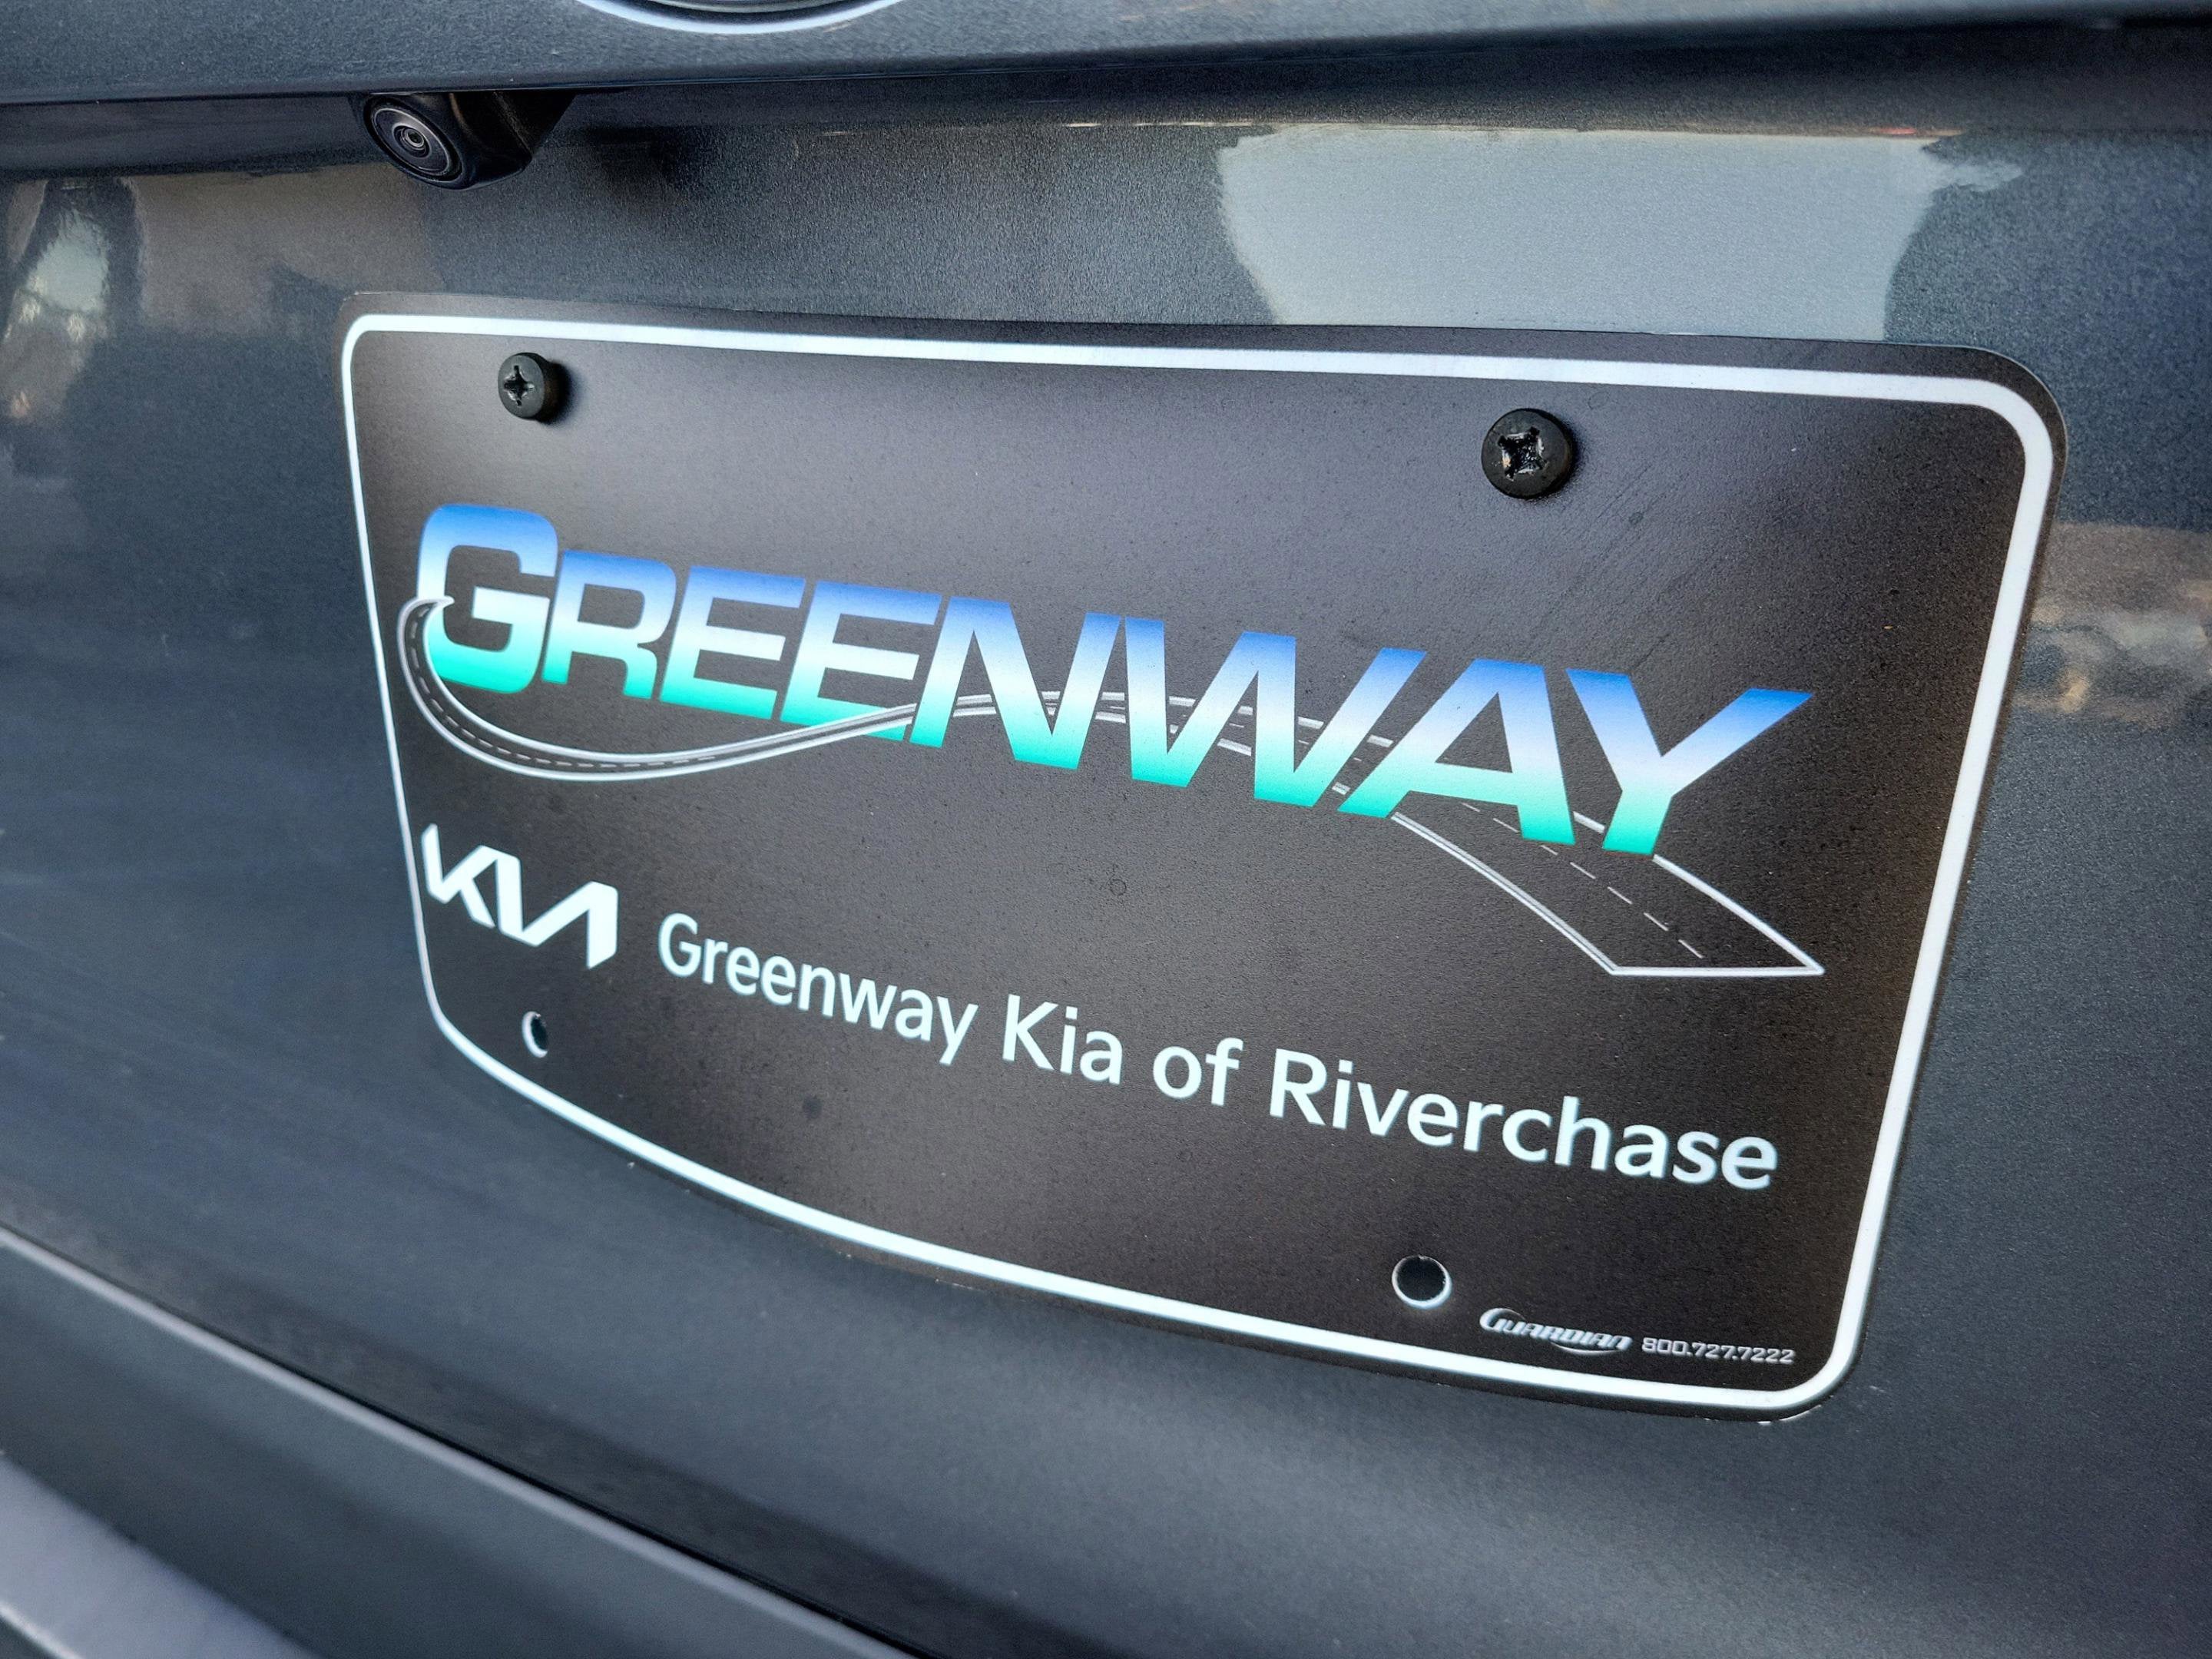 GREENWAY
KIA Greenway Kia of Riverchase
GUARDIAN 800.727.7222